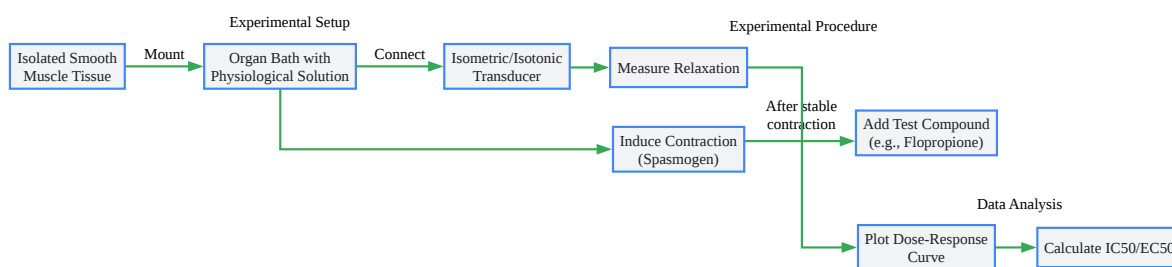 Experimental Setup
Experimental Procedure
Isolated Smooth
Muscle Tissue
Mount
Organ Bath with
Physiological Solution
Connect
Isometric/Isotonic
Transducer
Measure Relaxation
Induce Contraction
(Spasmogen)
After stable
contraction
Add Test Compound
(e.g., Flopropione)
Data Analysis
Plot Dose-Response
Curve
Calculate IC50/EC50